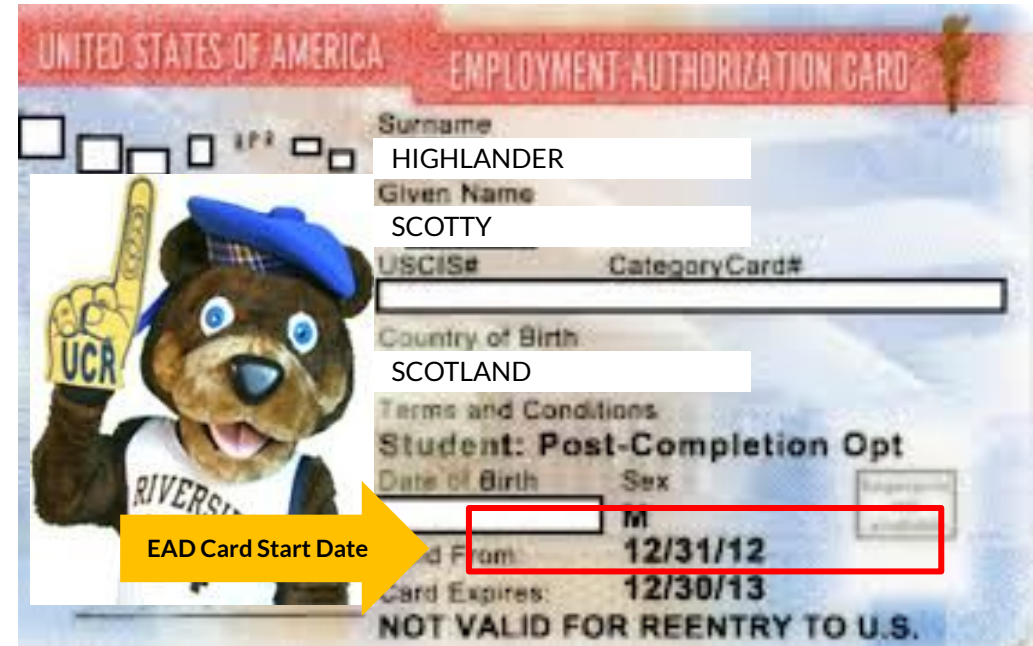 UNITED STATES OF AMERICA
EMPLOYMENT AUTHORIZATION CARD
Surname
HIGHLANDER
Given Name
SCOTTY
USCIS# Category Card#
Country of Birth
SCOTLAND
Terms and Conditions
Student: Post-Completion Opt
Date of Birth Sex
M
UCR
RIVERSI
EAD Card Start Date
From: 12/31/12
Card Expires: 12/30/13
NOT VALID FOR REENTRY TO U.S.